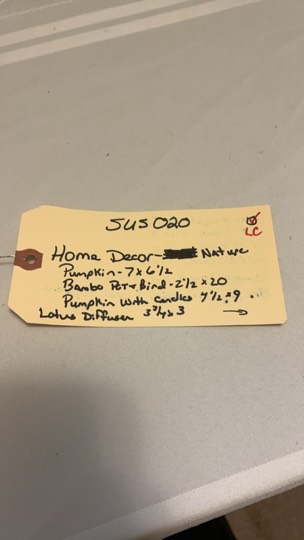 SUS020
LC
Home Decor- Nature
Pumpkin - 7 x 6 1/2
Bambo Pot + Bird - 2 1/2 x 20
Pumpkin with candles 7 1/2 x 9
Lotus Diffuser 3 3/4 x 3 →